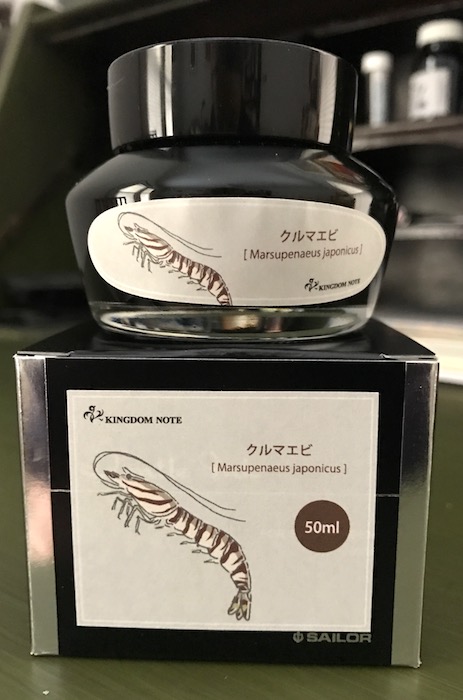 クルマエビ
[ Marsupenaeus japonicus ]
KINGDOM NOTE
KINGDOM NOTE
クルマエビ
[ Marsupenaeus japonicus ]
50ml
SAILOR